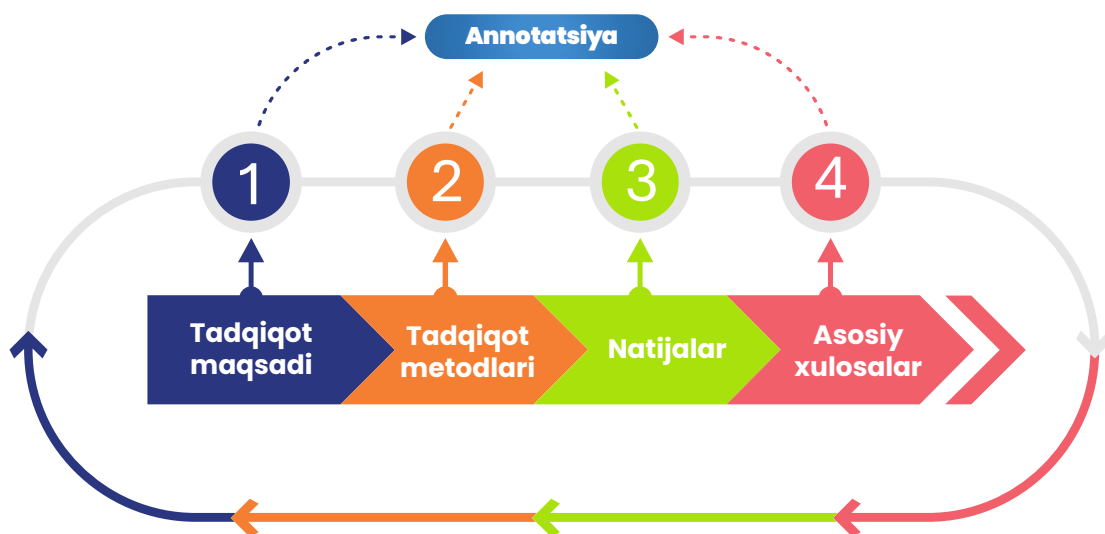 Annotatsiya
1
2
3
4
Tadqiqot
maqsadi
Tadqiqot
metodlari
Natijalar
Asosiy
xulosalar